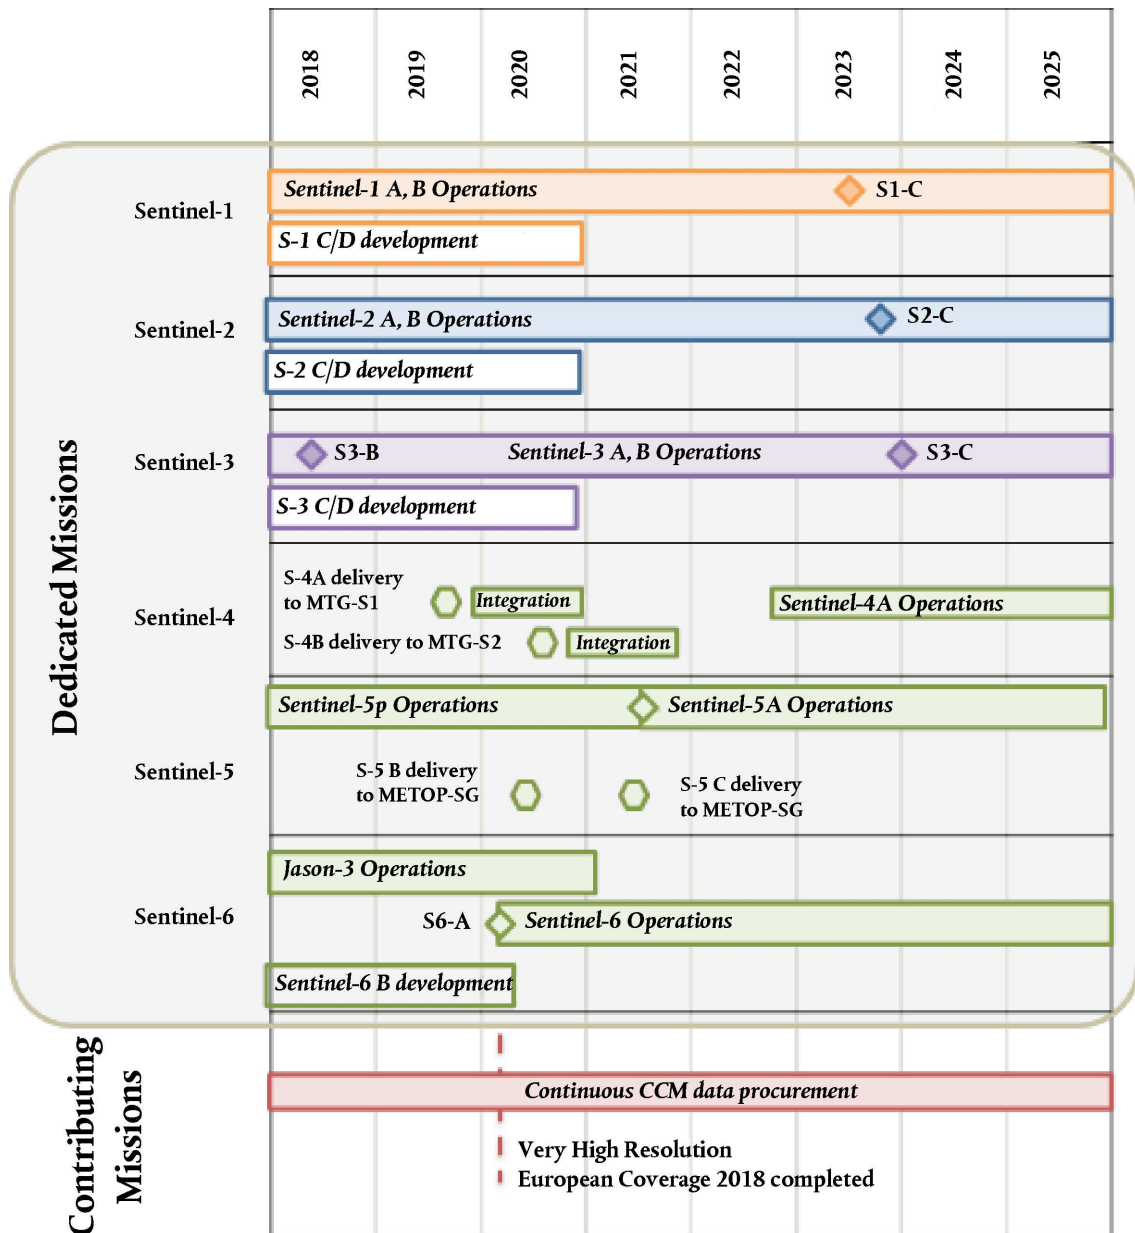 2018 2019 2020 2021 2022 2023 2024 2025
Dedicated Missions
Sentinel-1
Sentinel-1 A, B Operations
S1-C
S-1 C/D development
Sentinel-2
Sentinel-2 A, B Operations
S2-C
S-2 C/D development
Sentinel-3
S3-B
Sentinel-3 A, B Operations
S3-C
S-3 C/D development
Sentinel-4
S-4A delivery
to MTG-S1
Integration
Sentinel-4A Operations
S-4B delivery to MTG-S2
Integration
Sentinel-5
Sentinel-5p Operations
Sentinel-5A Operations
S-5 B delivery
to METOP-SG
S-5 C delivery
to METOP-SG
Sentinel-6
Jason-3 Operations
S6-A
Sentinel-6 Operations
Sentinel-6 B development
Contributing
Missions
Continuous CCM data procurement
Very High Resolution
European Coverage 2018 completed